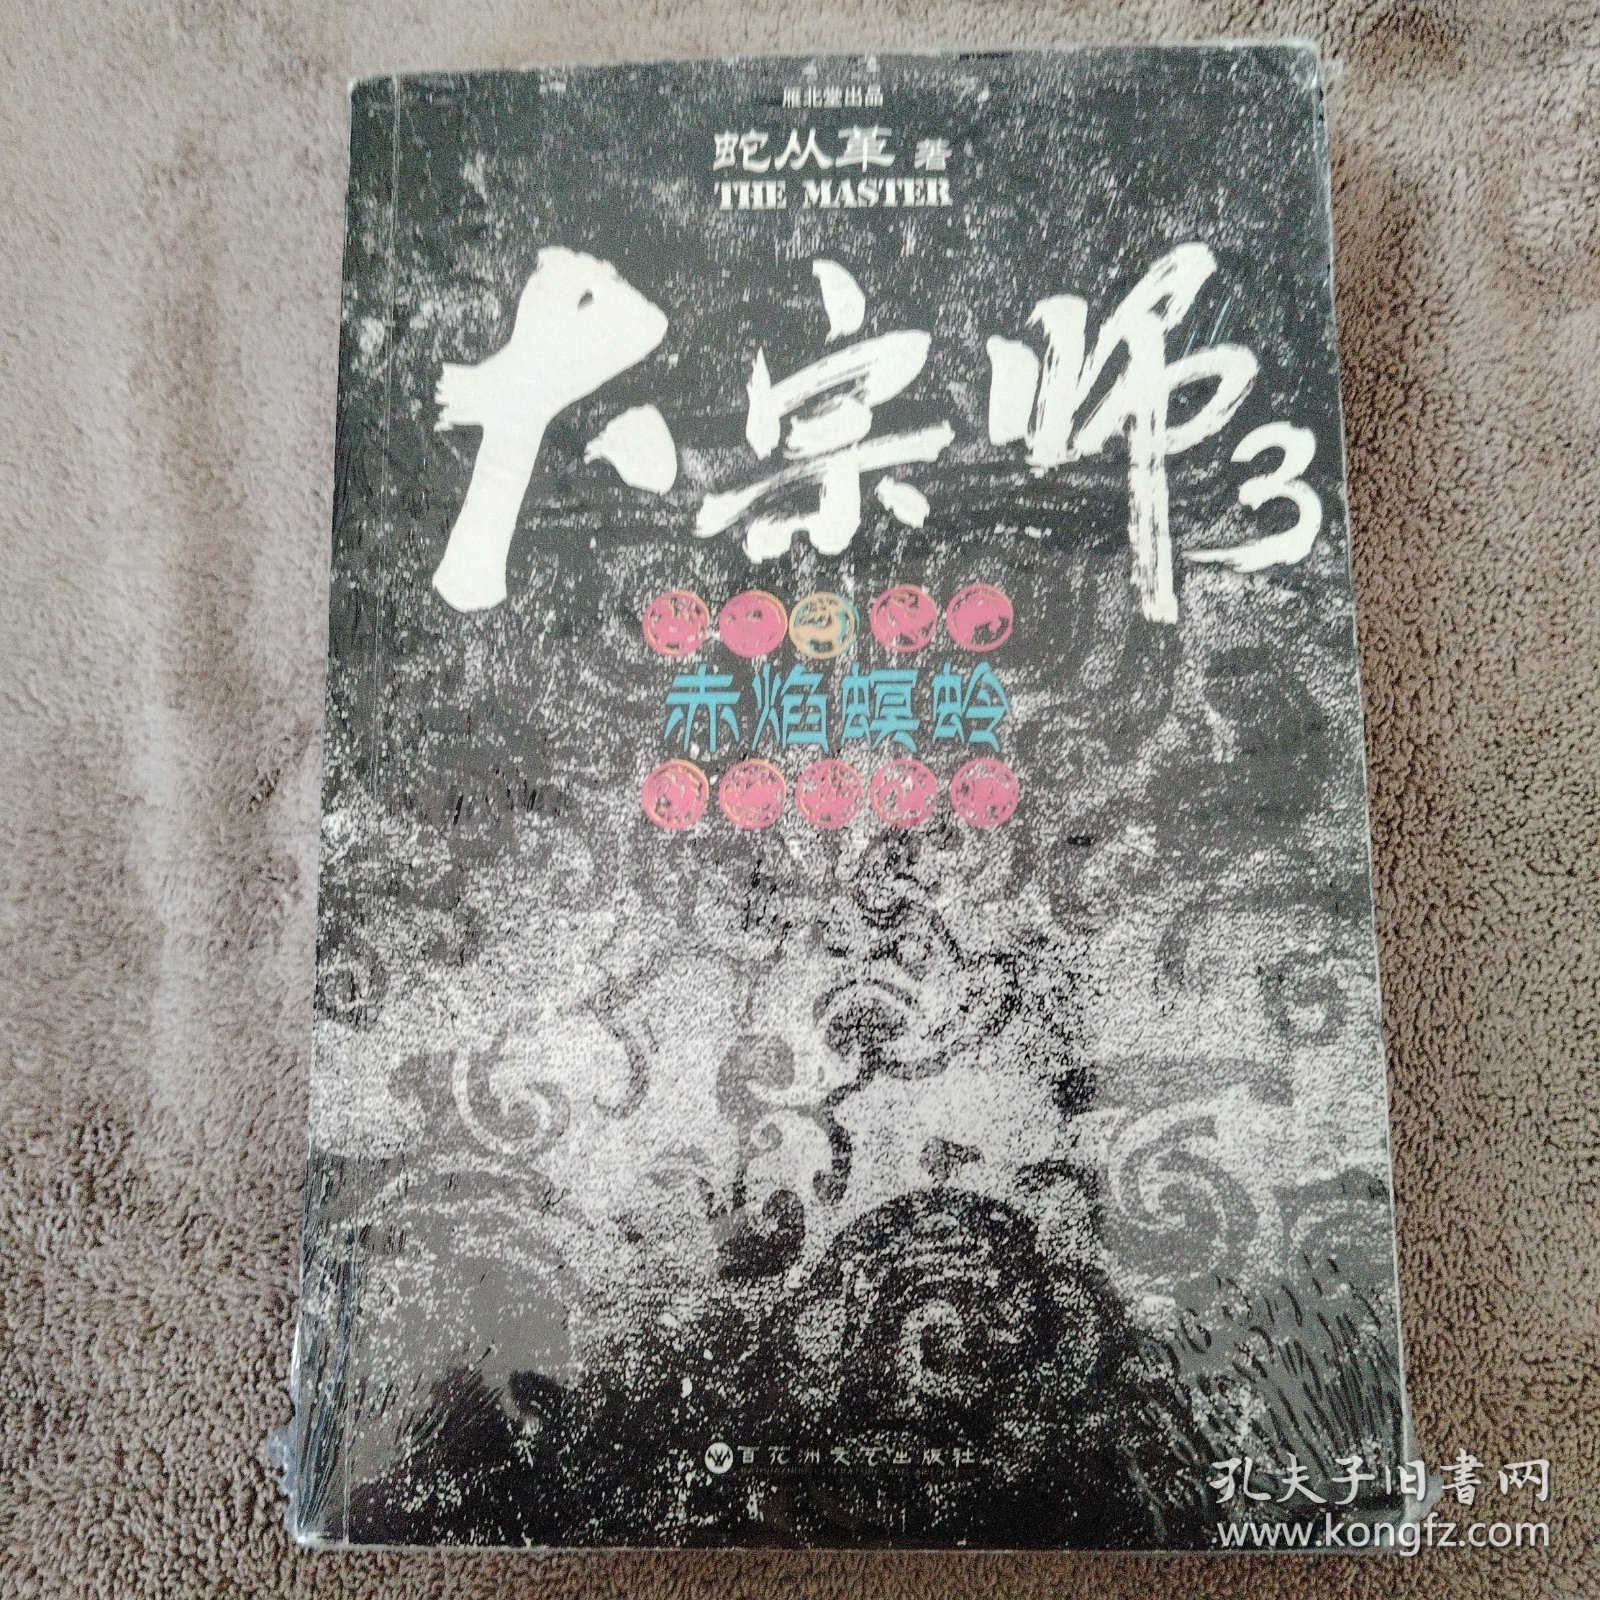 雁北堂出品
蛇从革 著
THE MASTER
大宗师3
赤焰螟蛉
百花洲文艺出版社
孔夫子旧书网
www.kongfz.com